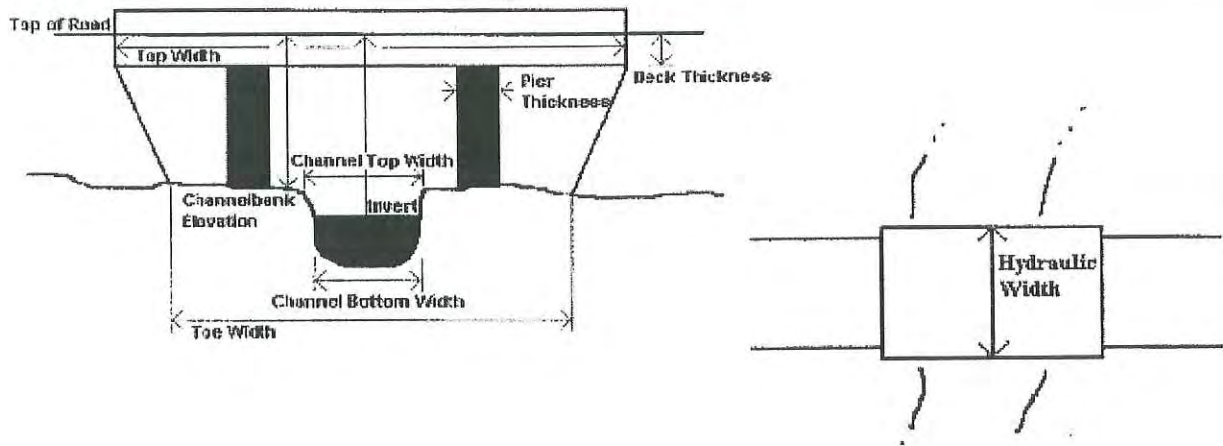 Top of Road
Top Width
Deck Thickness
Pier
Thickness
Channel Top Width
Channelbank
Elevation
Invert
Channel Bottom Width
Toe Width
Hydraulic
Width